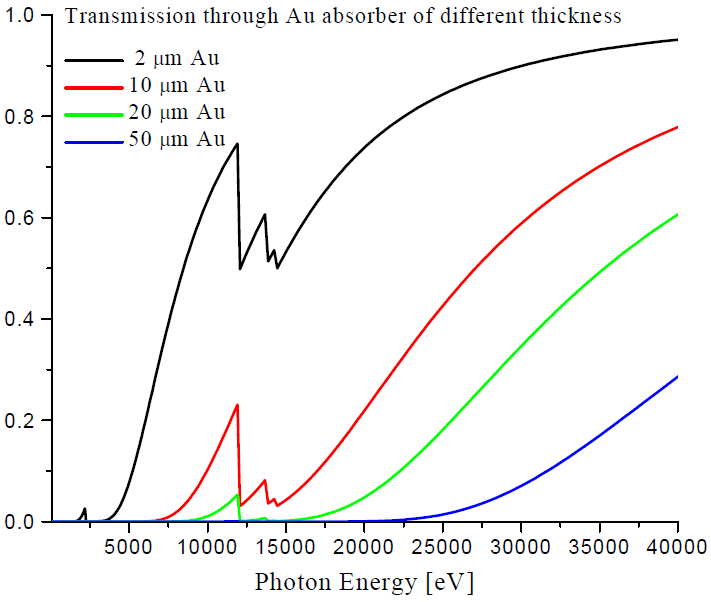 Transmission through Au absorber of different thickness
2 μm Au
10 μm Au
20 μm Au
50 μm Au
1.0
0.8
0.6
0.4
0.2
0.0
5000 10000 15000 20000 25000 30000 35000 40000
Photon Energy [eV]